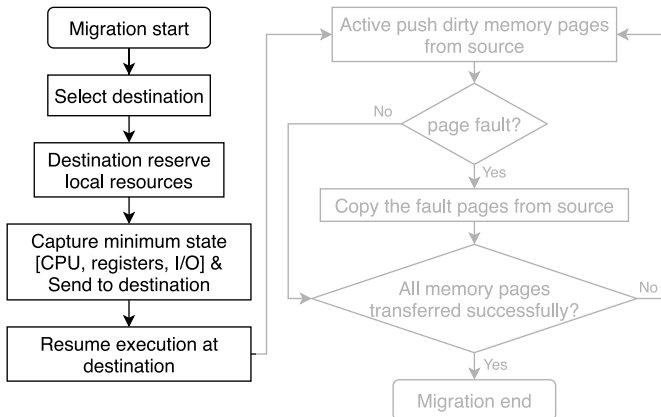 Migration start
Select destination
Destination reserve
local resources
Capture minimum state
[CPU, registers, I/O] &
Send to destination
Resume execution at
destination
Active push dirty memory pages
from source
page fault?
No
Yes
Copy the fault pages from source
All memory pages
transferred successfully?
No
Yes
Migration end